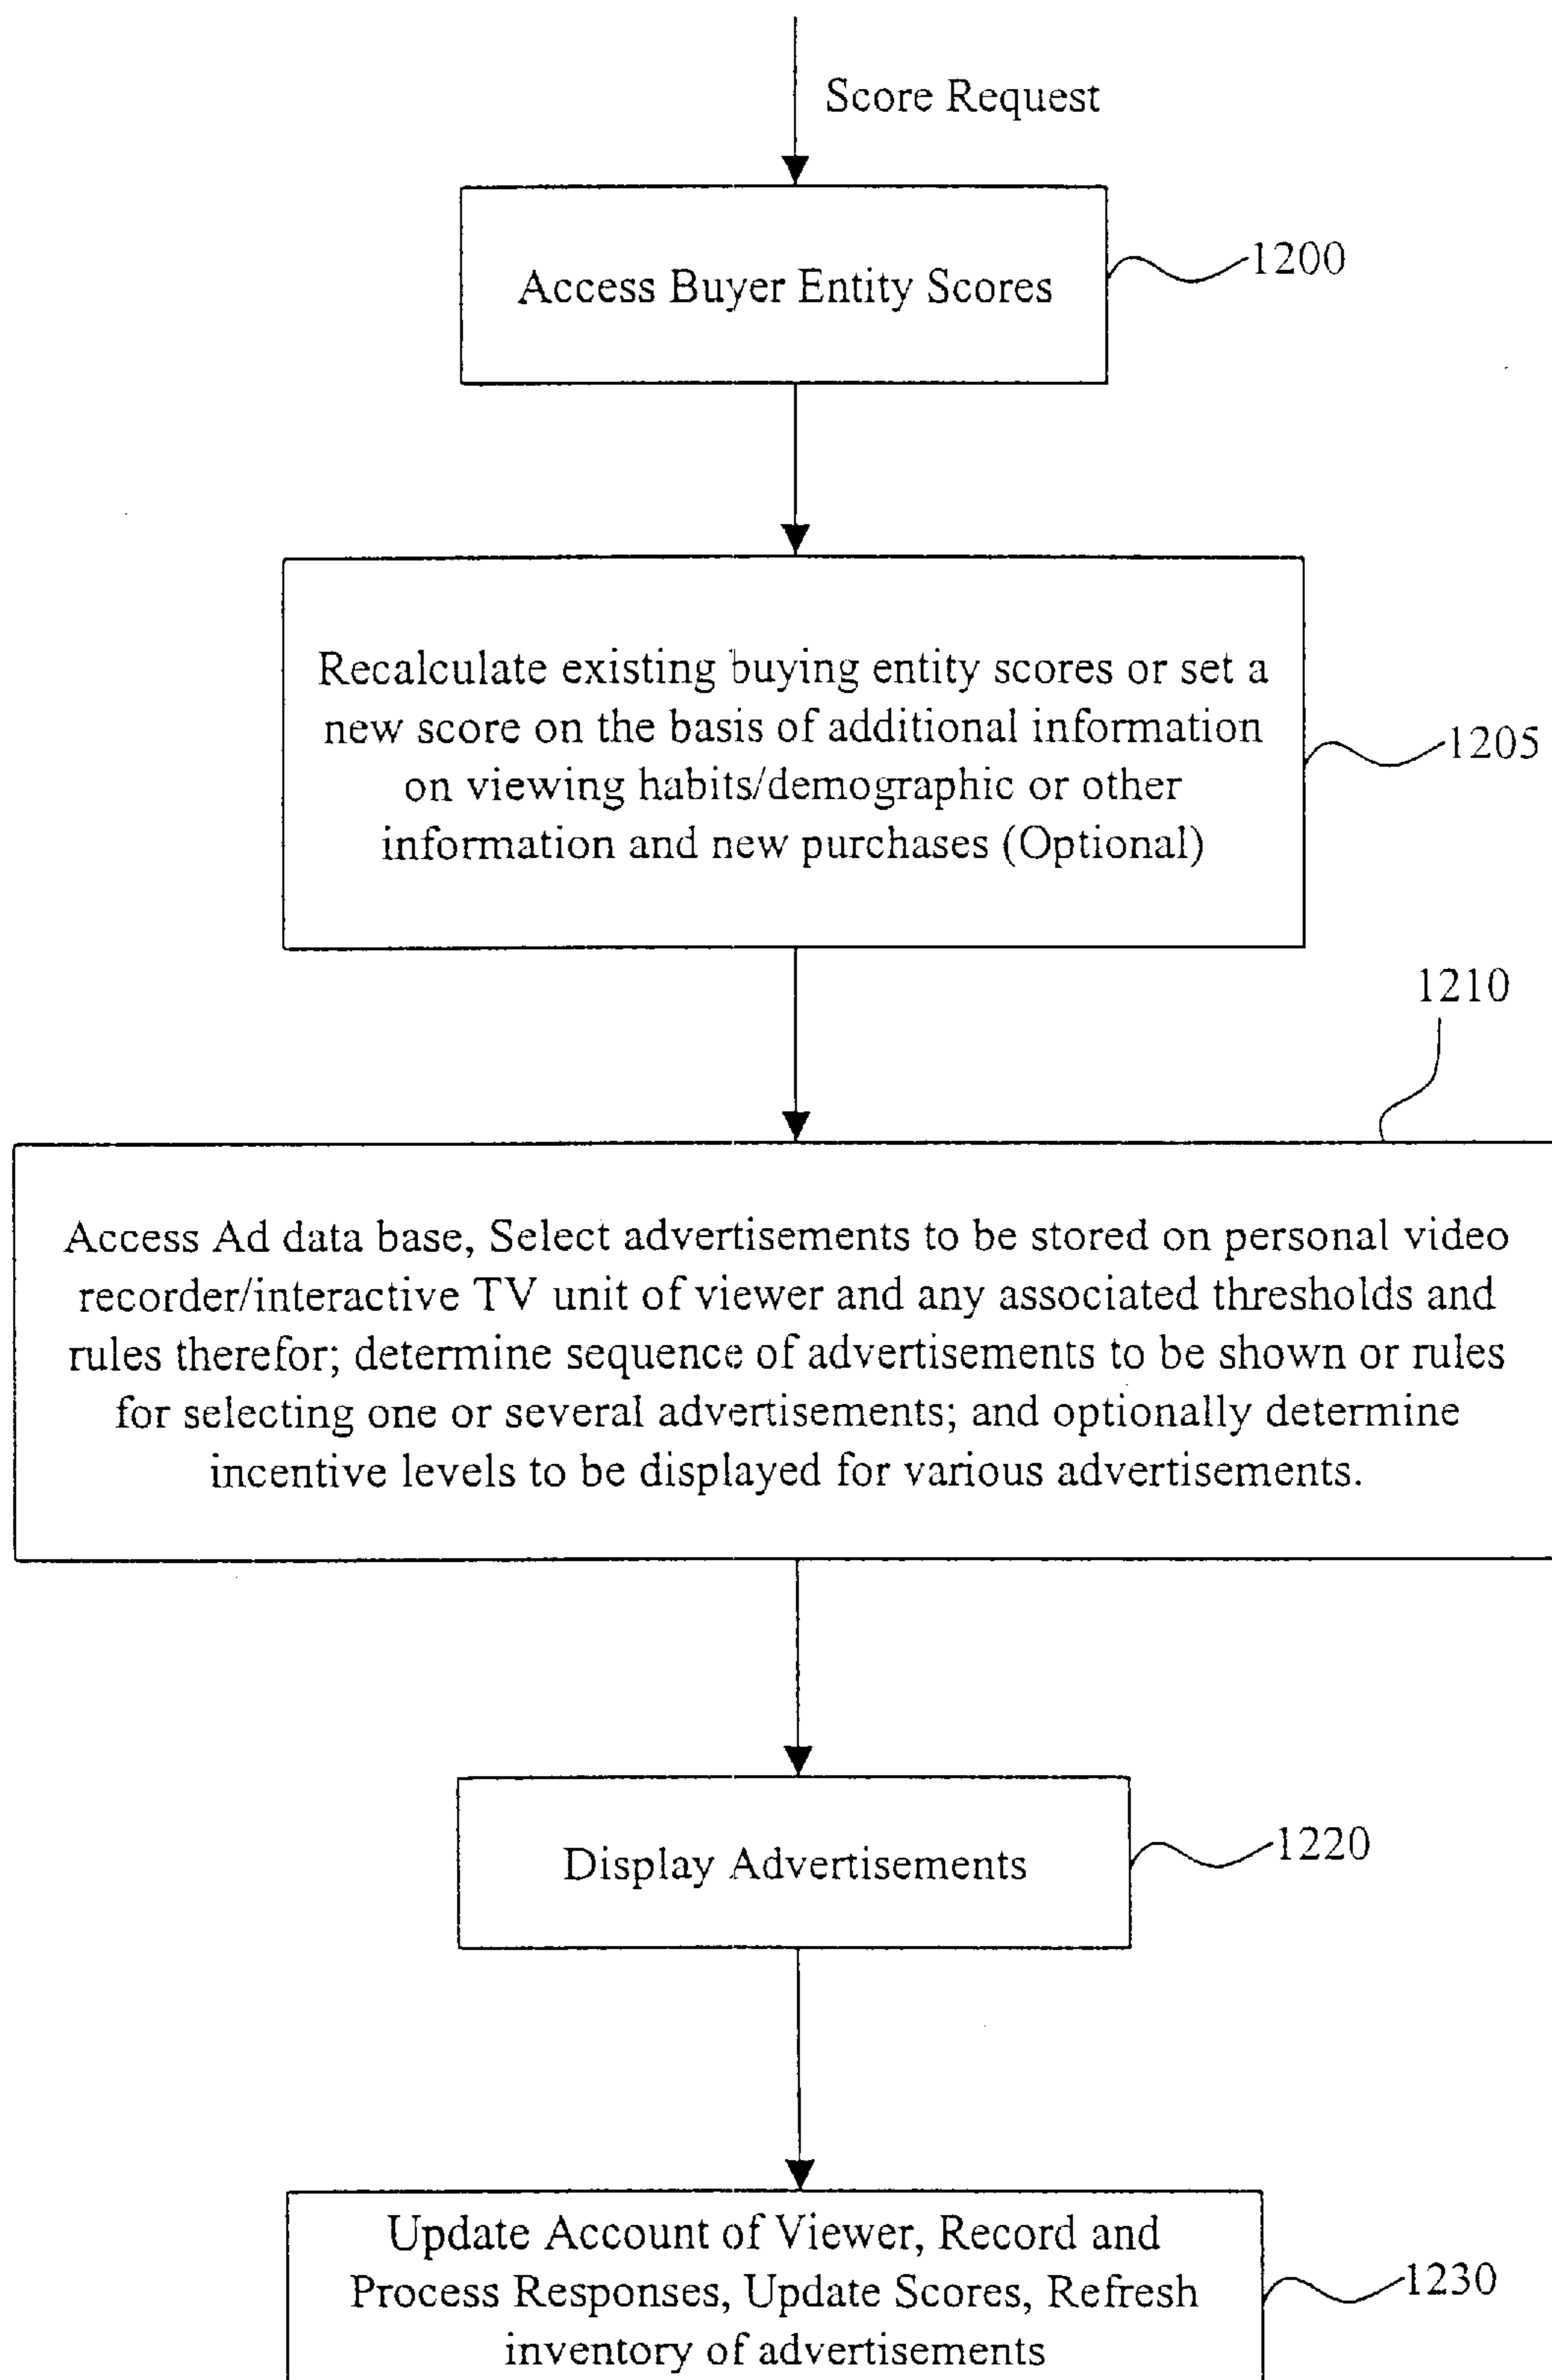 Score Request
Access Buyer Entity Scores
1200
Recalculate existing buying entity scores or set a
new score on the basis of additional information
on viewing habits/demographic or other
information and new purchases (Optional)
1205
1210
Access Ad data base, Select advertisements to be stored on personal video
recorder/interactive TV unit of viewer and any associated thresholds and
rules therefor; determine sequence of advertisements to be shown or rules
for selecting one or several advertisements; and optionally determine
incentive levels to be displayed for various advertisements.
Display Advertisements
1220
Update Account of Viewer, Record and
Process Responses, Update Scores, Refresh
inventory of advertisements
1230